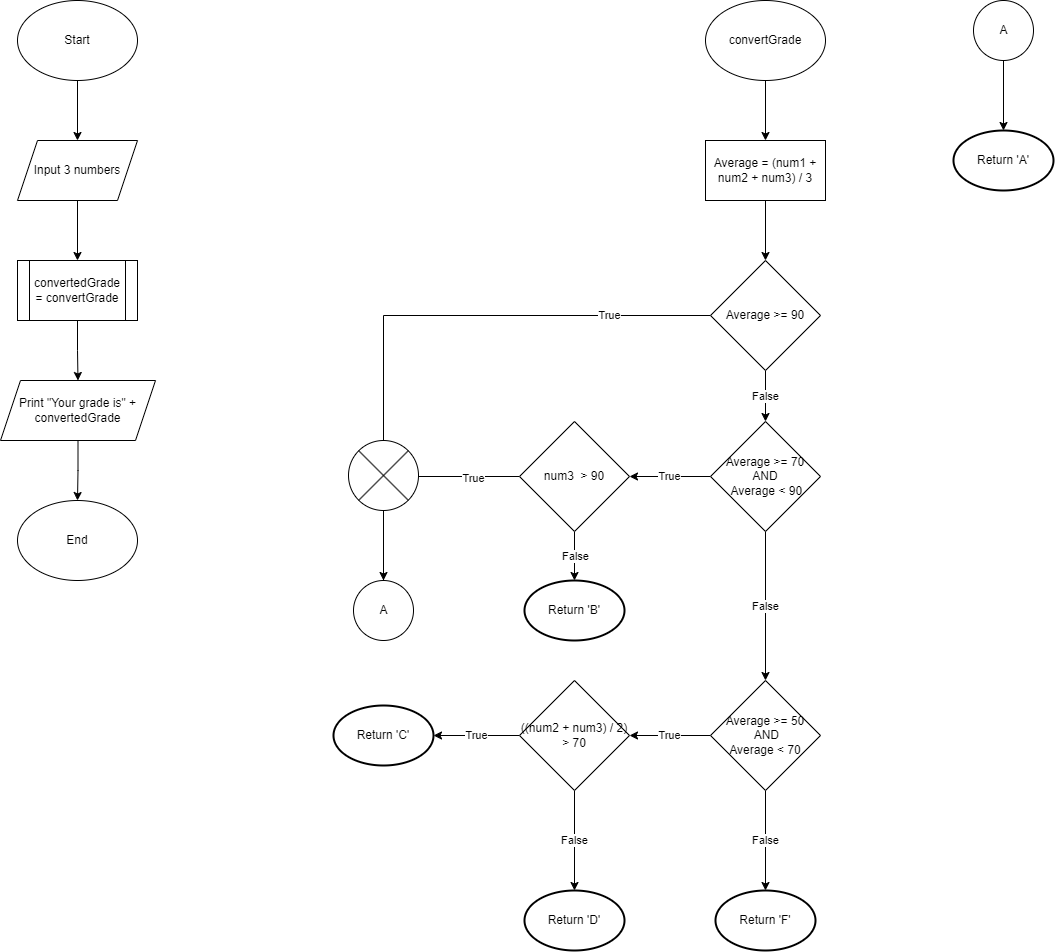 Start
Input 3 numbers
convertedGrade
= convertGrade
Print "Your grade is" +
convertedGrade
End
convertGrade
Average = (num1 +
num2 + num3) / 3
Average >= 90
True
False
Average >= 70
AND
Average < 90
True
num3 > 90
True
A
False
Return 'B'
False
Average >= 50
AND
Average < 70
True
((num2 + num3) / 2)
> 70
True
Return 'C'
False
Return 'D'
False
Return 'F'
A
Return 'A'